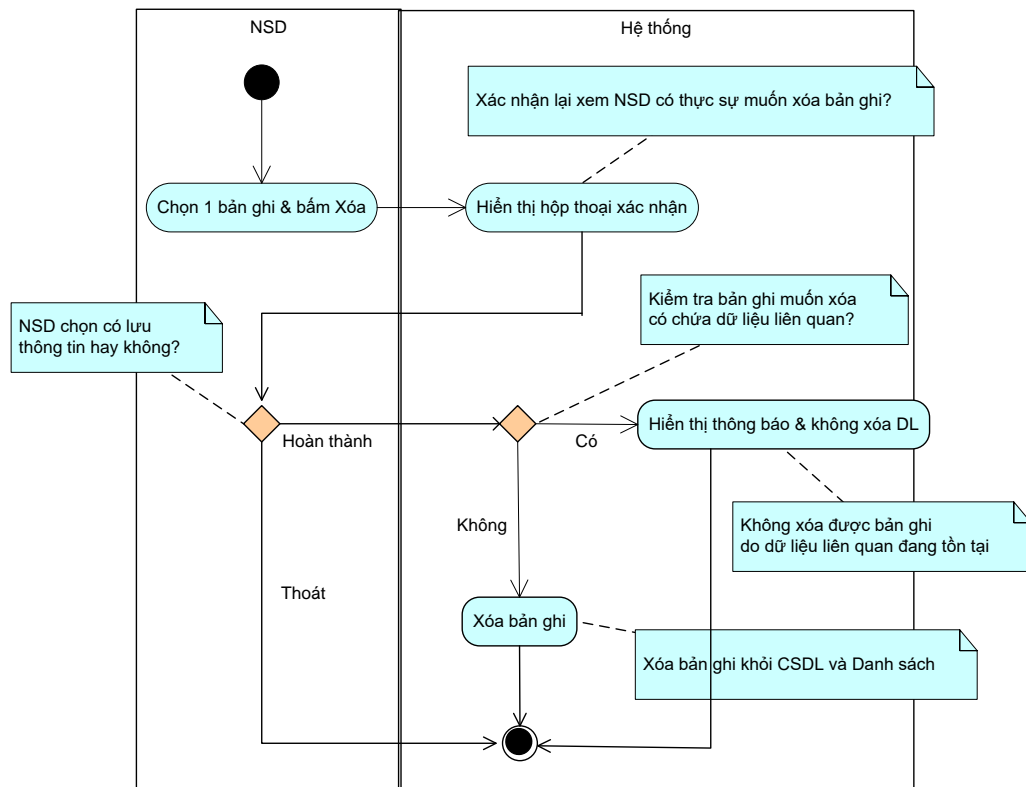 NSD
Hệ thống
Xác nhận lại xem NSD có thực sự muốn xóa bản ghi?
Chọn 1 bản ghi & bấm Xóa
Hiển thị hộp thoại xác nhận
NSD chọn có lưu
thông tin hay không?
Kiểm tra bản ghi muốn xóa
có chứa dữ liệu liên quan?
Hoàn thành
Có
Hiển thị thông báo & không xóa DL
Không
Không xóa được bản ghi
do dữ liệu liên quan đang tồn tại
Thoát
Xóa bản ghi
Xóa bản ghi khỏi CSDL và Danh sách